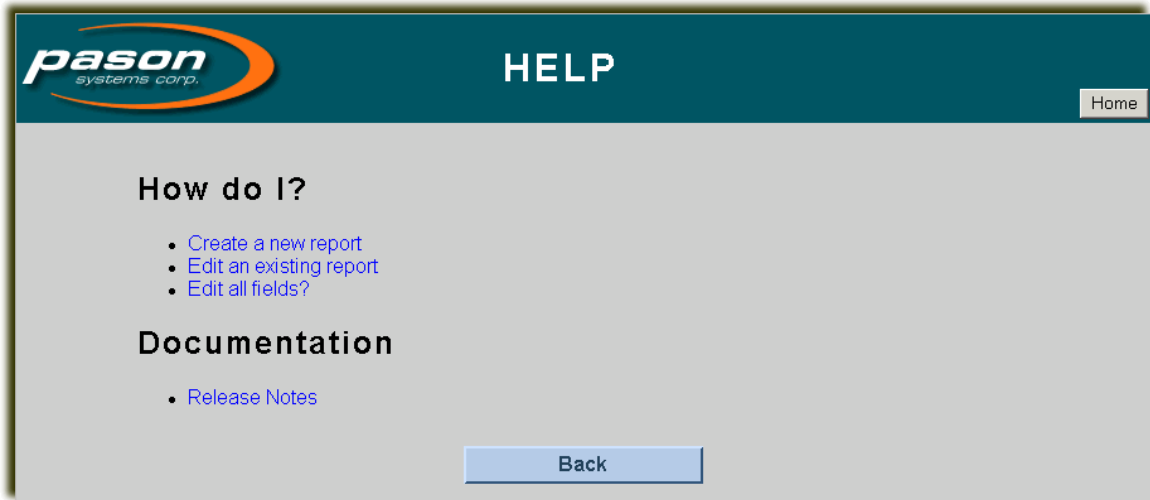 pason
systems corp.
HELP
Home
How do I?
Create a new report
Edit an existing report
Edit all fields?
Documentation
Release Notes
Back